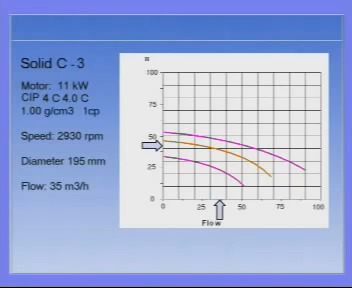 Solid C - 3
Motor: 11 kW
CIP 4 C 4.0 C
1.00 g/cm3 1cp
Speed: 2930 rpm
Diameter 195 mm
Flow: 35 m3/h
100
75
50
25
0
0 25 50 75 100
Flow